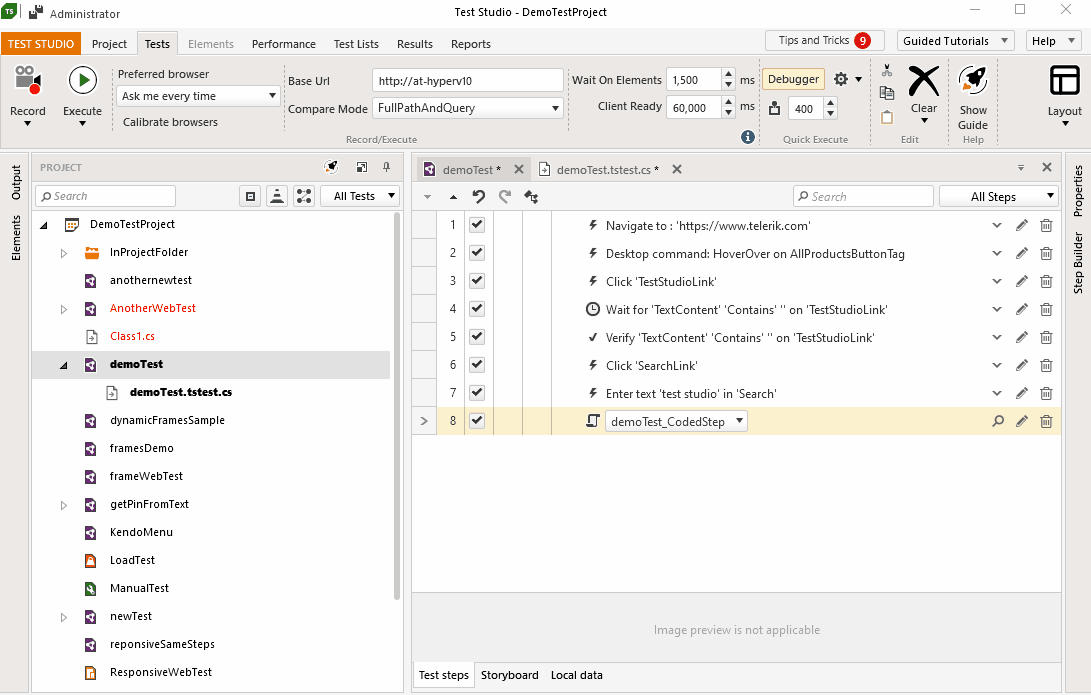 TS Administrator
Test Studio - DemoTestProject
TEST STUDIO Project Tests Elements Performance Test Lists Results Reports
Tips and Tricks 9 Guided Tutorials Help
Record
Execute
Preferred browser
Ask me every time
Calibrate browsers
Base Url http://at-hyperv10
Compare Mode FullPathAndQuery
Record/Execute
Wait On Elements 1,500 ms
Client Ready 60,000 ms
Debugger
400
Quick Execute
Clear
Edit
Show
Guide
Help
Layout
Output
Elements
PROJECT
Search All Tests
DemoTestProject
InProjectFolder
anothernewtest
AnotherWebTest
Class1.cs
demoTest
demoTest.tstest.cs
dynamicFramesSample
framesDemo
frameWebTest
getPinFromText
KendoMenu
LoadTest
ManualTest
newTest
reponsiveSameSteps
ResponsiveWebTest
demoTest * demoTest.tstest.cs *
Search All Steps
1 Navigate to : 'https://www.telerik.com'
2 Desktop command: HoverOver on AllProductsButtonTag
3 Click 'TestStudioLink'
4 Wait for 'TextContent' 'Contains' '' on 'TestStudioLink'
5 Verify 'TextContent' 'Contains' '' on 'TestStudioLink'
6 Click 'SearchLink'
7 Enter text 'test studio' in 'Search'
8 demoTest_CodedStep
Image preview is not applicable
Test steps Storyboard Local data
Properties
Step Builder